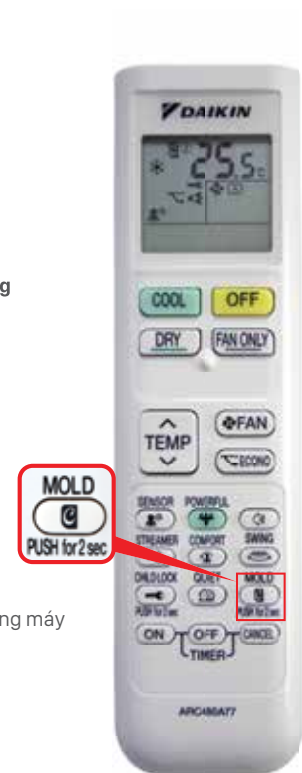 DAIKIN
25.5c
g
COOL
OFF
DRY
FAN ONLY
TEMP
FAN
ECONO
MOLD
PUSH for 2 sec
SENSOR
POWERFUL
STREAMER
COMFORT
SWING
CHILD LOCK
QUIET
MOLD
PUSH for 2 sec
PUSH for 2 sec
ng máy
ON
OFF
CANCEL
TIMER
ARC480A77